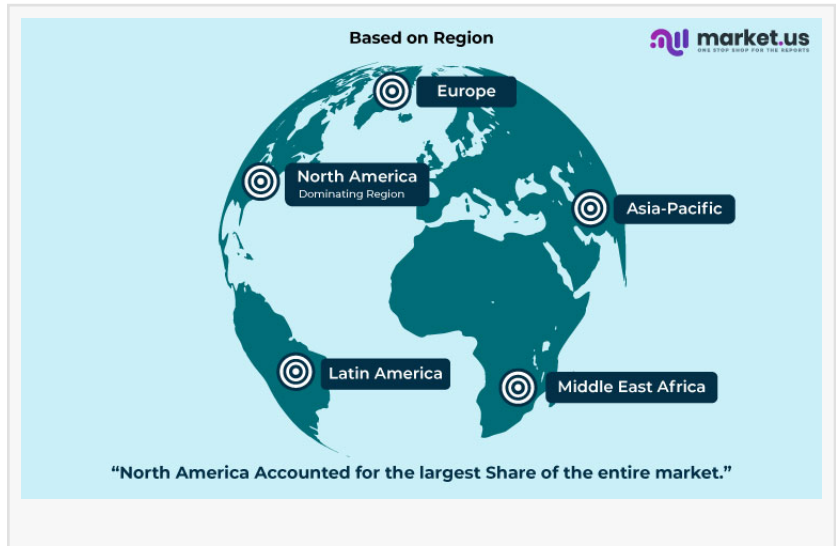 Based on Region
market.us
ONE STOP SHOP FOR THE REPORTS
Europe
North America
Dominating Region
Asia-Pacific
Latin America
Middle East Africa
“North America Accounted for the largest Share of the entire market.”